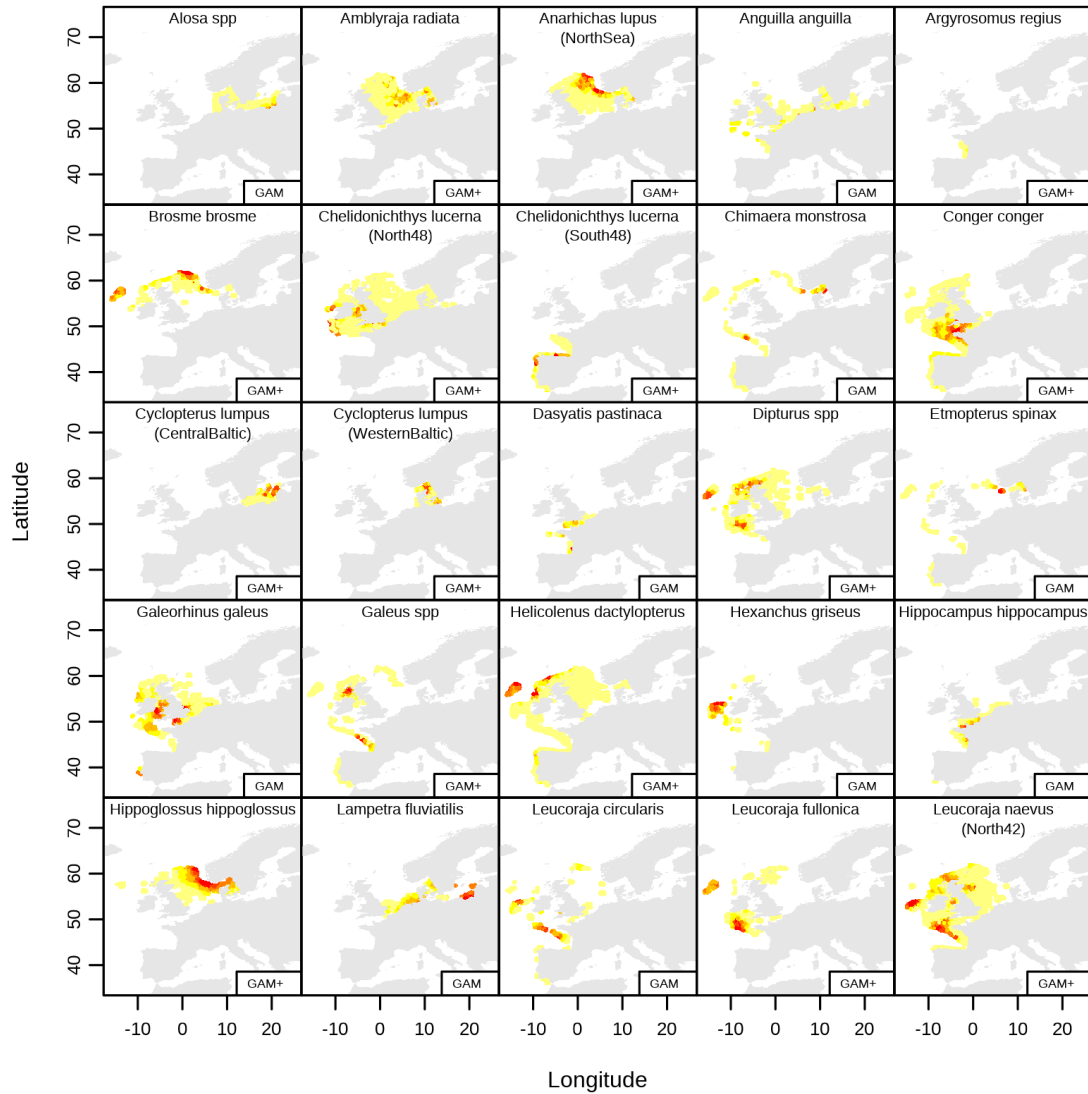 Alosa spp
Amblyraja radiata
Anarhichas lupus
(NorthSea)
Anguilla anguilla
Argyrosomus regius
70
60
50
40
GAM
GAM+
GAM+
GAM
GAM+
Brosme brosme
Chelidonichthys lucerna
(North48)
Chelidonichthys lucerna
(South48)
Chimaera monstrosa
Conger conger
70
60
50
40
GAM+
GAM+
GAM+
GAM+
GAM+
Cyclopterus lumpus
(CentralBaltic)
Cyclopterus lumpus
(WesternBaltic)
Dasyatis pastinaca
Dipturus spp
Etmopterus spinax
70
60
50
40
GAM+
GAM+
GAM
GAM+
GAM
Galeorhinus galeus
Galeus spp
Helicolenus dactylopterus
Hexanchus griseus
Hippocampus hippocampus
70
60
50
40
GAM
GAM+
GAM+
GAM
GAM
Hippoglossus hippoglossus
Lampetra fluviatilis
Leucoraja circularis
Leucoraja fullonica
Leucoraja naevus
(North42)
70
60
50
40
GAM+
GAM
GAM
GAM+
GAM+
-10 0 10 20
-10 0 10 20
-10 0 10 20
-10 0 10 20
-10 0 10 20
Latitude
Longitude